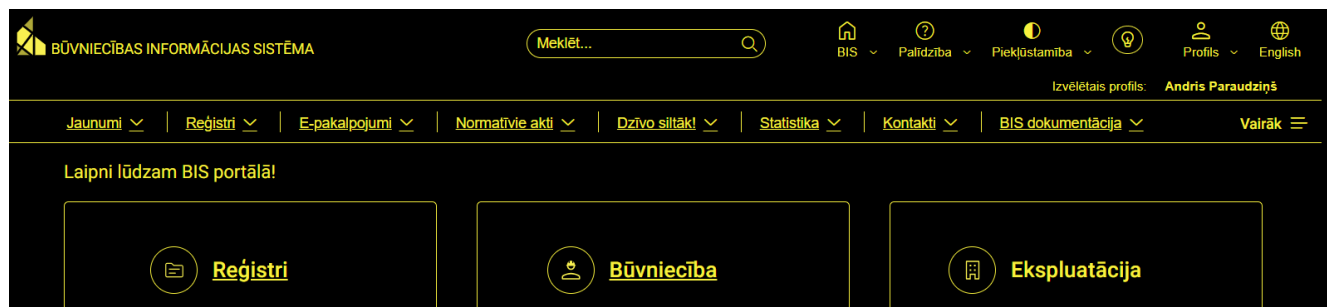 BŪVNIECĪBAS INFORMĀCIJAS SISTĒMA
Meklēt...
BIS Palīdzība Piekļūstamība Profils English
Izvēlētais profils: Andris Paraudziņš
Jaunumi Reģistri E-pakalpojumi Normatīvie akti Dzīvo siltāk! Statistika Kontakti BIS dokumentācija Vairāk
Laipni lūdzam BIS portālā!
Reģistri Būvniecība Ekspluatācija